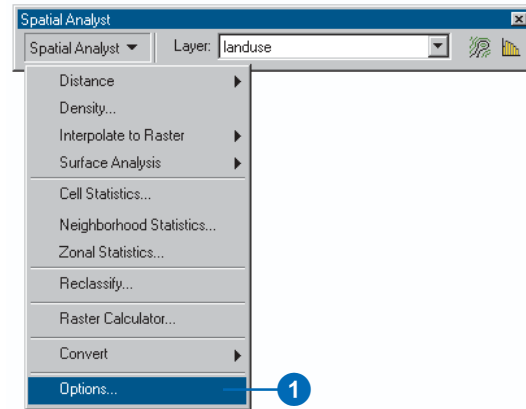 Spatial Analyst
Spatial Analyst Layer: landuse
Distance
Density...
Interpolate to Raster
Surface Analysis
Cell Statistics...
Neighborhood Statistics...
Zonal Statistics...
Reclassify...
Raster Calculator...
Convert
Options... 1